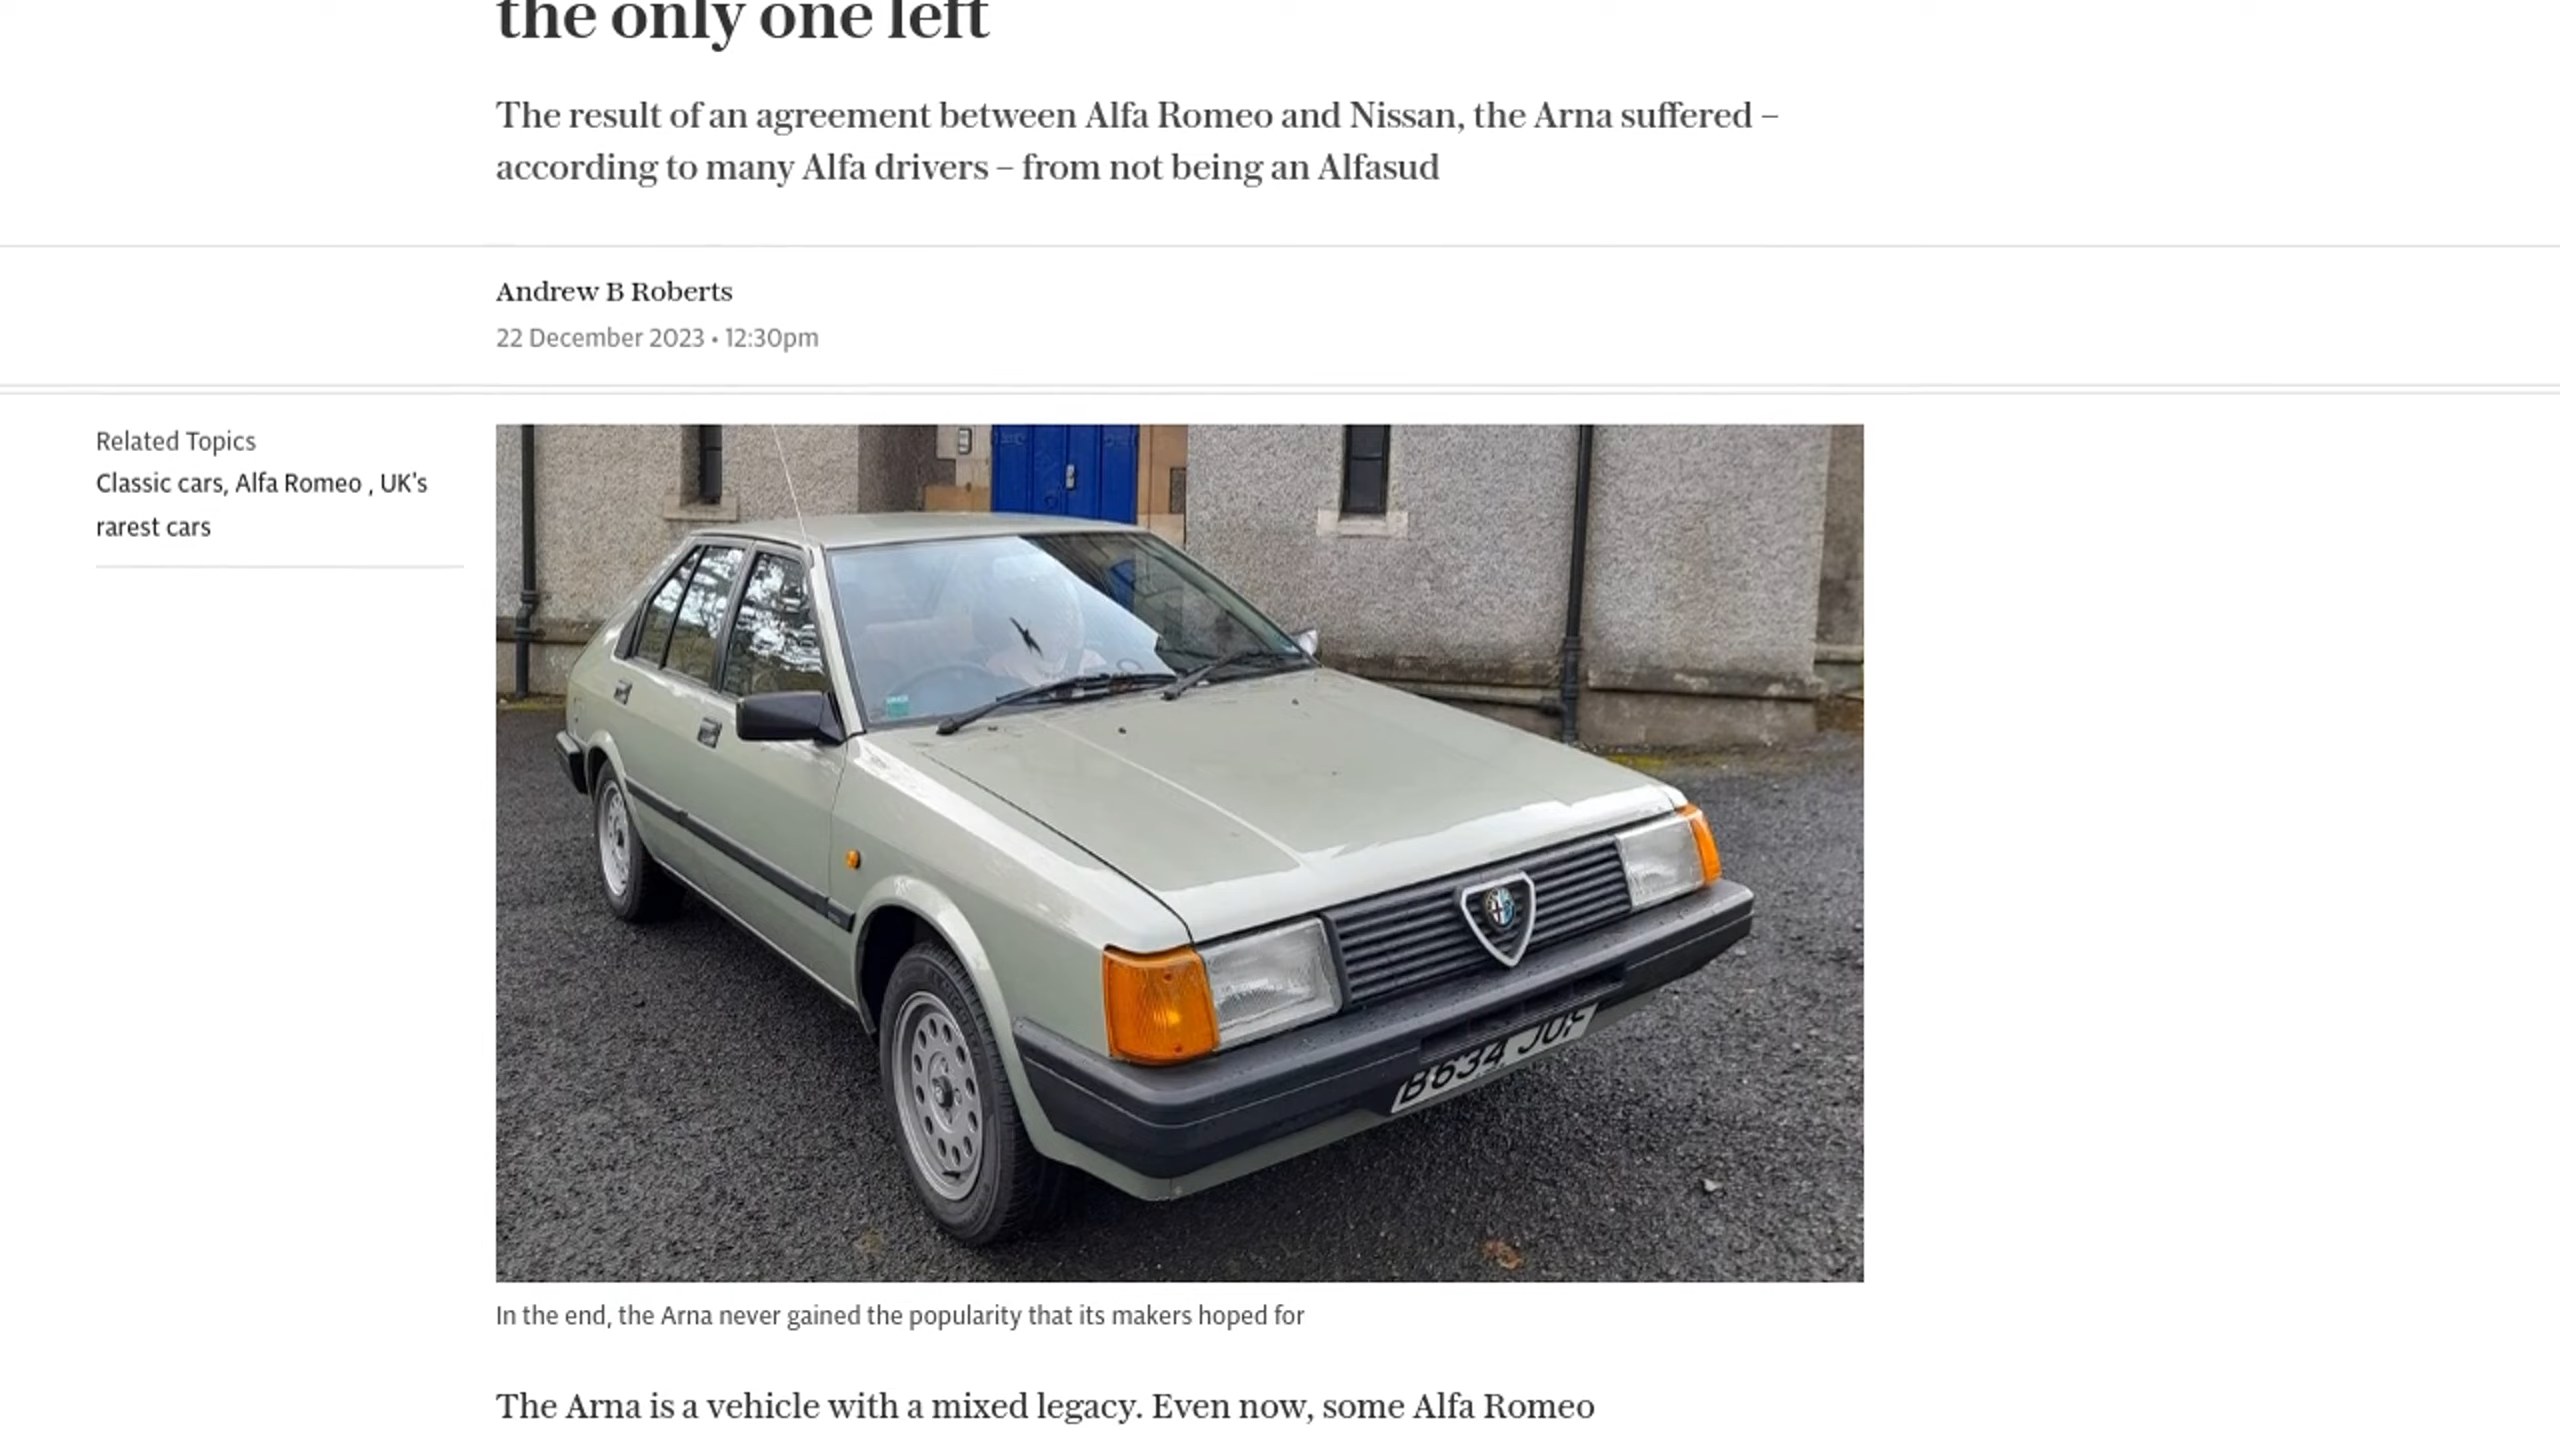 the only one left
The result of an agreement between Alfa Romeo and Nissan, the Arna suffered –
according to many Alfa drivers – from not being an Alfasud
Andrew B Roberts
22 December 2023 • 12:30pm
Related Topics
Classic cars, Alfa Romeo , UK's
rarest cars
B634 JOF
In the end, the Arna never gained the popularity that its makers hoped for
The Arna is a vehicle with a mixed legacy. Even now, some Alfa Romeo